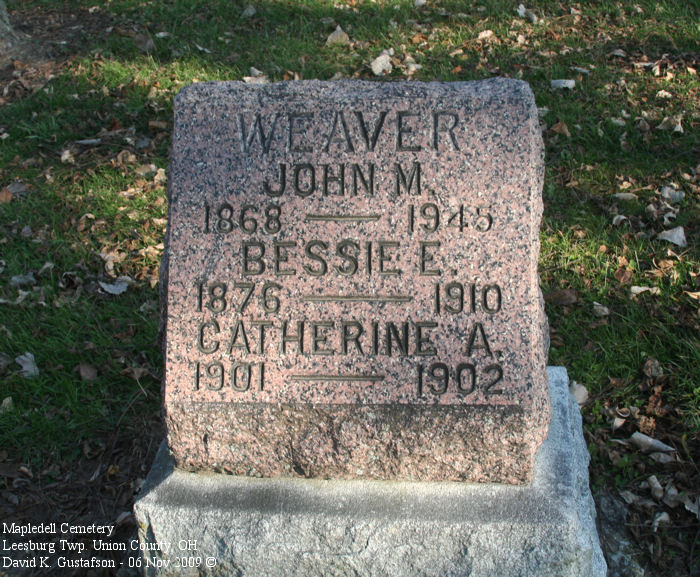 WEAVER
JOHN M.
1868 — 1945
BESSIE E.
1876 — 1910
CATHERINE A.
1901 — 1902
Mapledell Cemetery
Leesburg Twp. Union County, OH
David K. Gustafson - 06 Nov 2009 ©